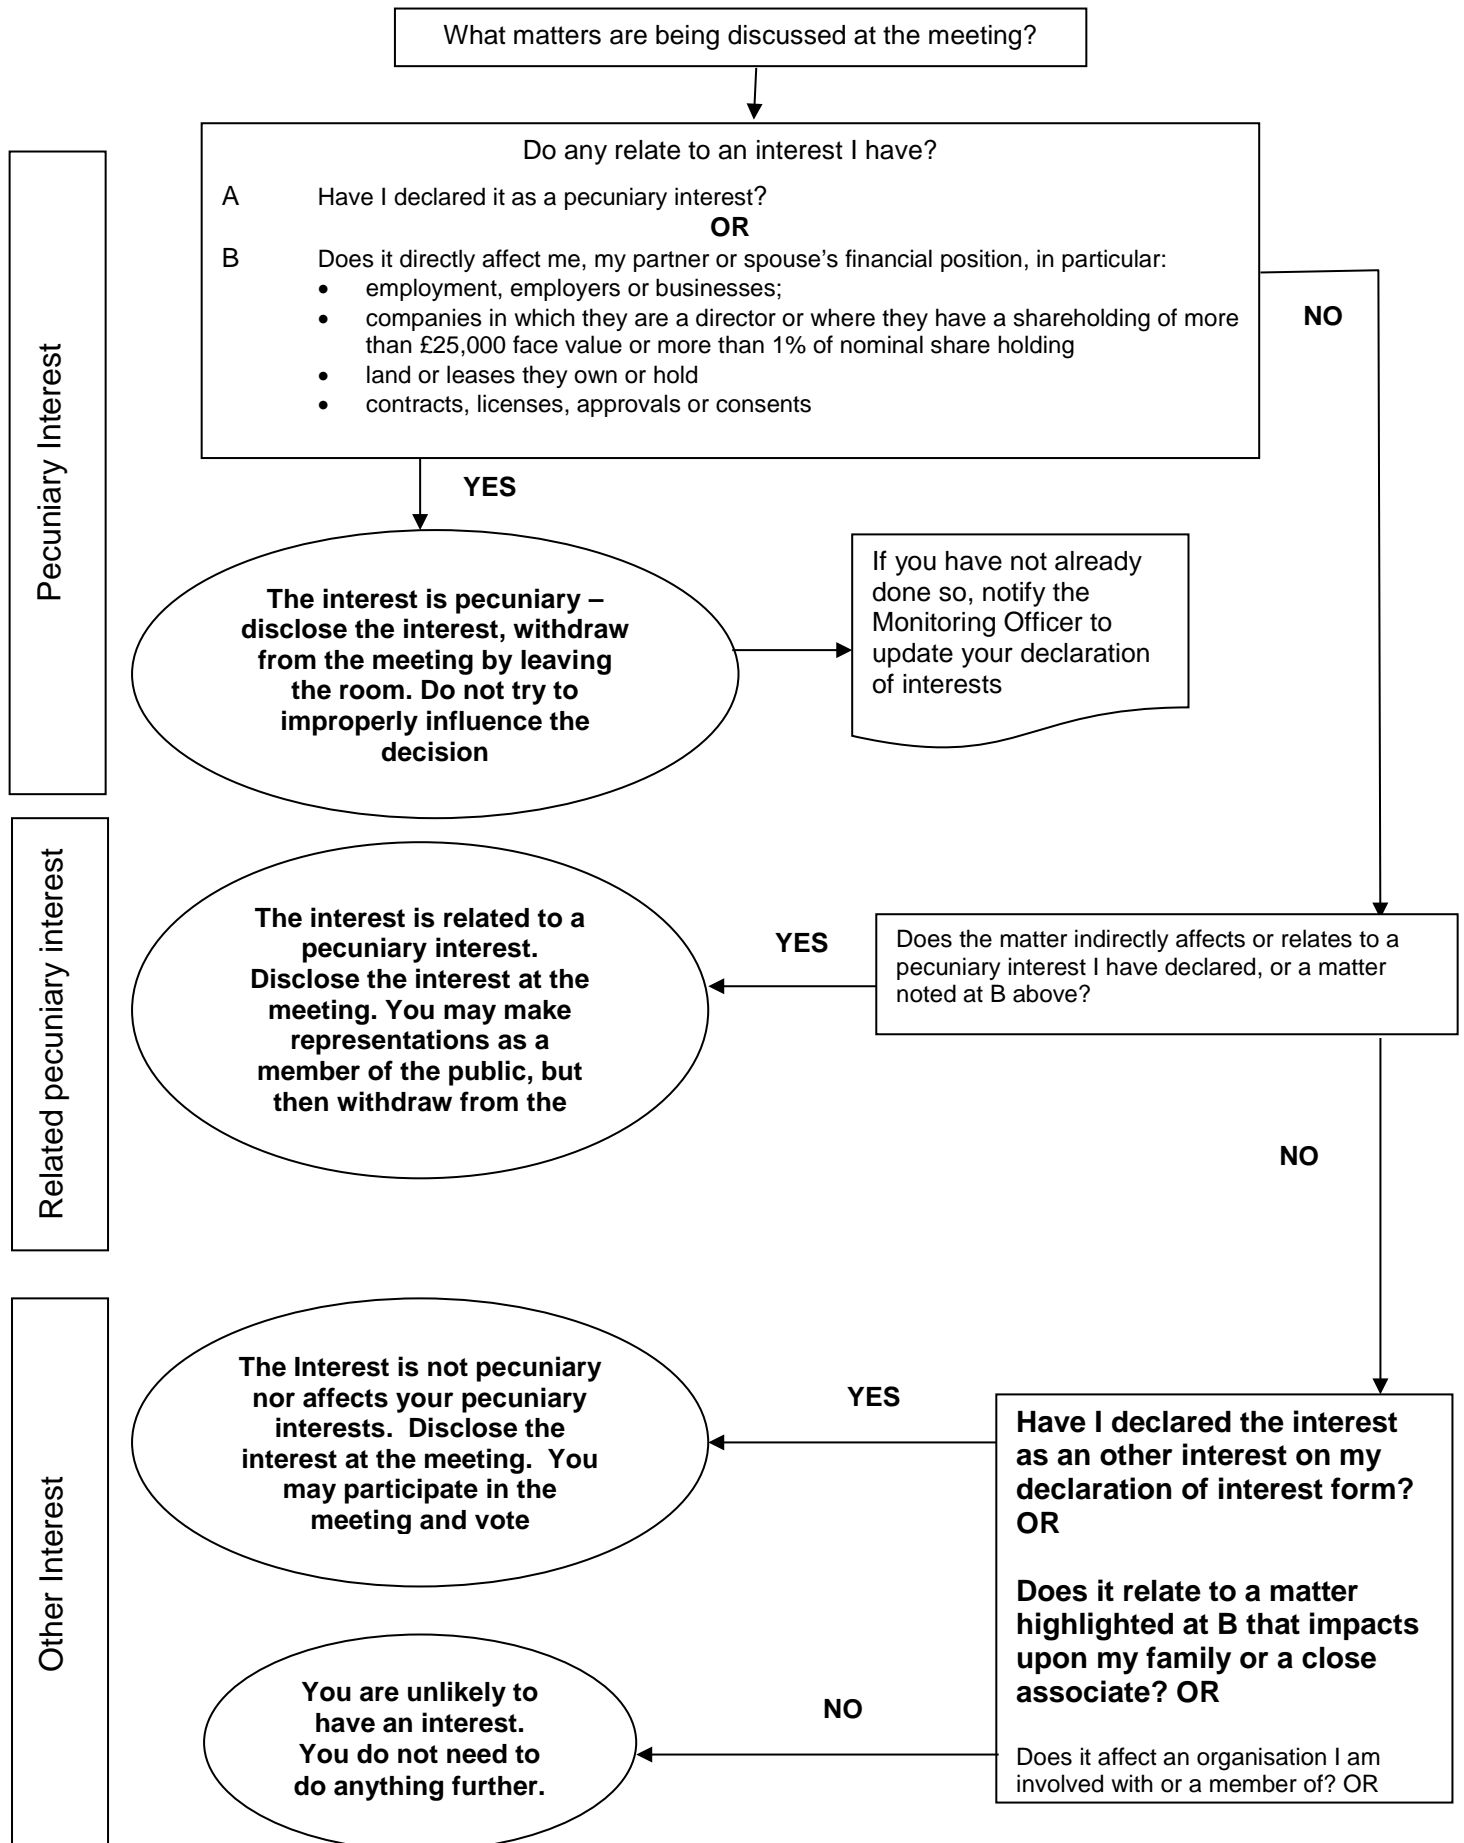 What matters are being discussed at the meeting?
Pecuniary Interest
Do any relate to an interest I have?
A Have I declared it as a pecuniary interest?
OR
B Does it directly affect me, my partner or spouse's financial position, in particular:
• employment, employers or businesses;
• companies in which they are a director or where they have a shareholding of more
than £25,000 face value or more than 1% of nominal share holding
• land or leases they own or hold
• contracts, licenses, approvals or consents
NO
YES
The interest is pecuniary –
disclose the interest, withdraw
from the meeting by leaving
the room. Do not try to
improperly influence the
decision
If you have not already
done so, notify the
Monitoring Officer to
update your declaration
of interests
Related pecuniary interest
The interest is related to a
pecuniary interest.
Disclose the interest at the
meeting. You may make
representations as a
member of the public, but
then withdraw from the
YES
Does the matter indirectly affects or relates to a
pecuniary interest I have declared, or a matter
noted at B above?
NO
Other Interest
The Interest is not pecuniary
nor affects your pecuniary
interests. Disclose the
interest at the meeting. You
may participate in the
meeting and vote
YES
Have I declared the interest
as an other interest on my
declaration of interest form?
OR
Does it relate to a matter
highlighted at B that impacts
upon my family or a close
associate? OR
Does it affect an organisation I am
involved with or a member of? OR
NO
You are unlikely to
have an interest.
You do not need to
do anything further.